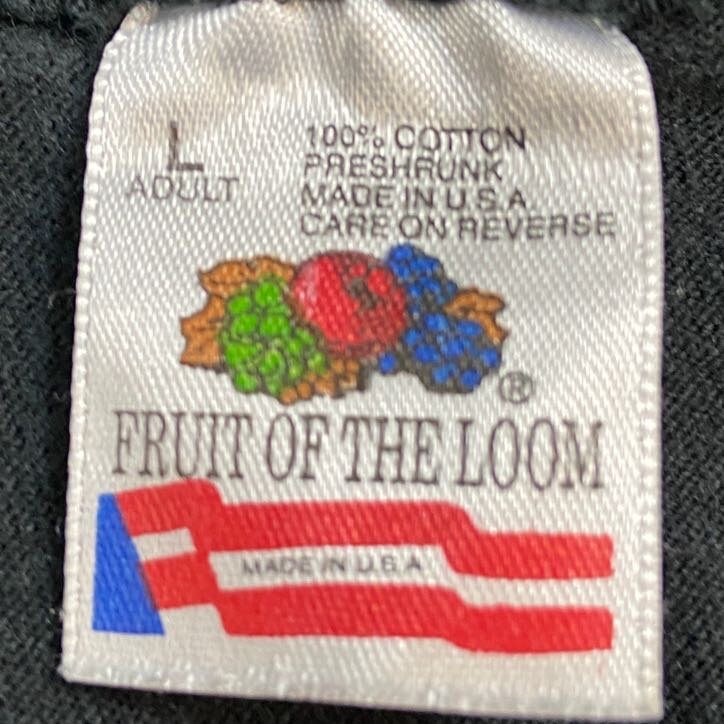 L
ADULT
100% COTTON
PRESHRUNK
MADE IN U.S.A.
CARE ON REVERSE
®
FRUIT OF THE LOOM
MADE IN U.S.A